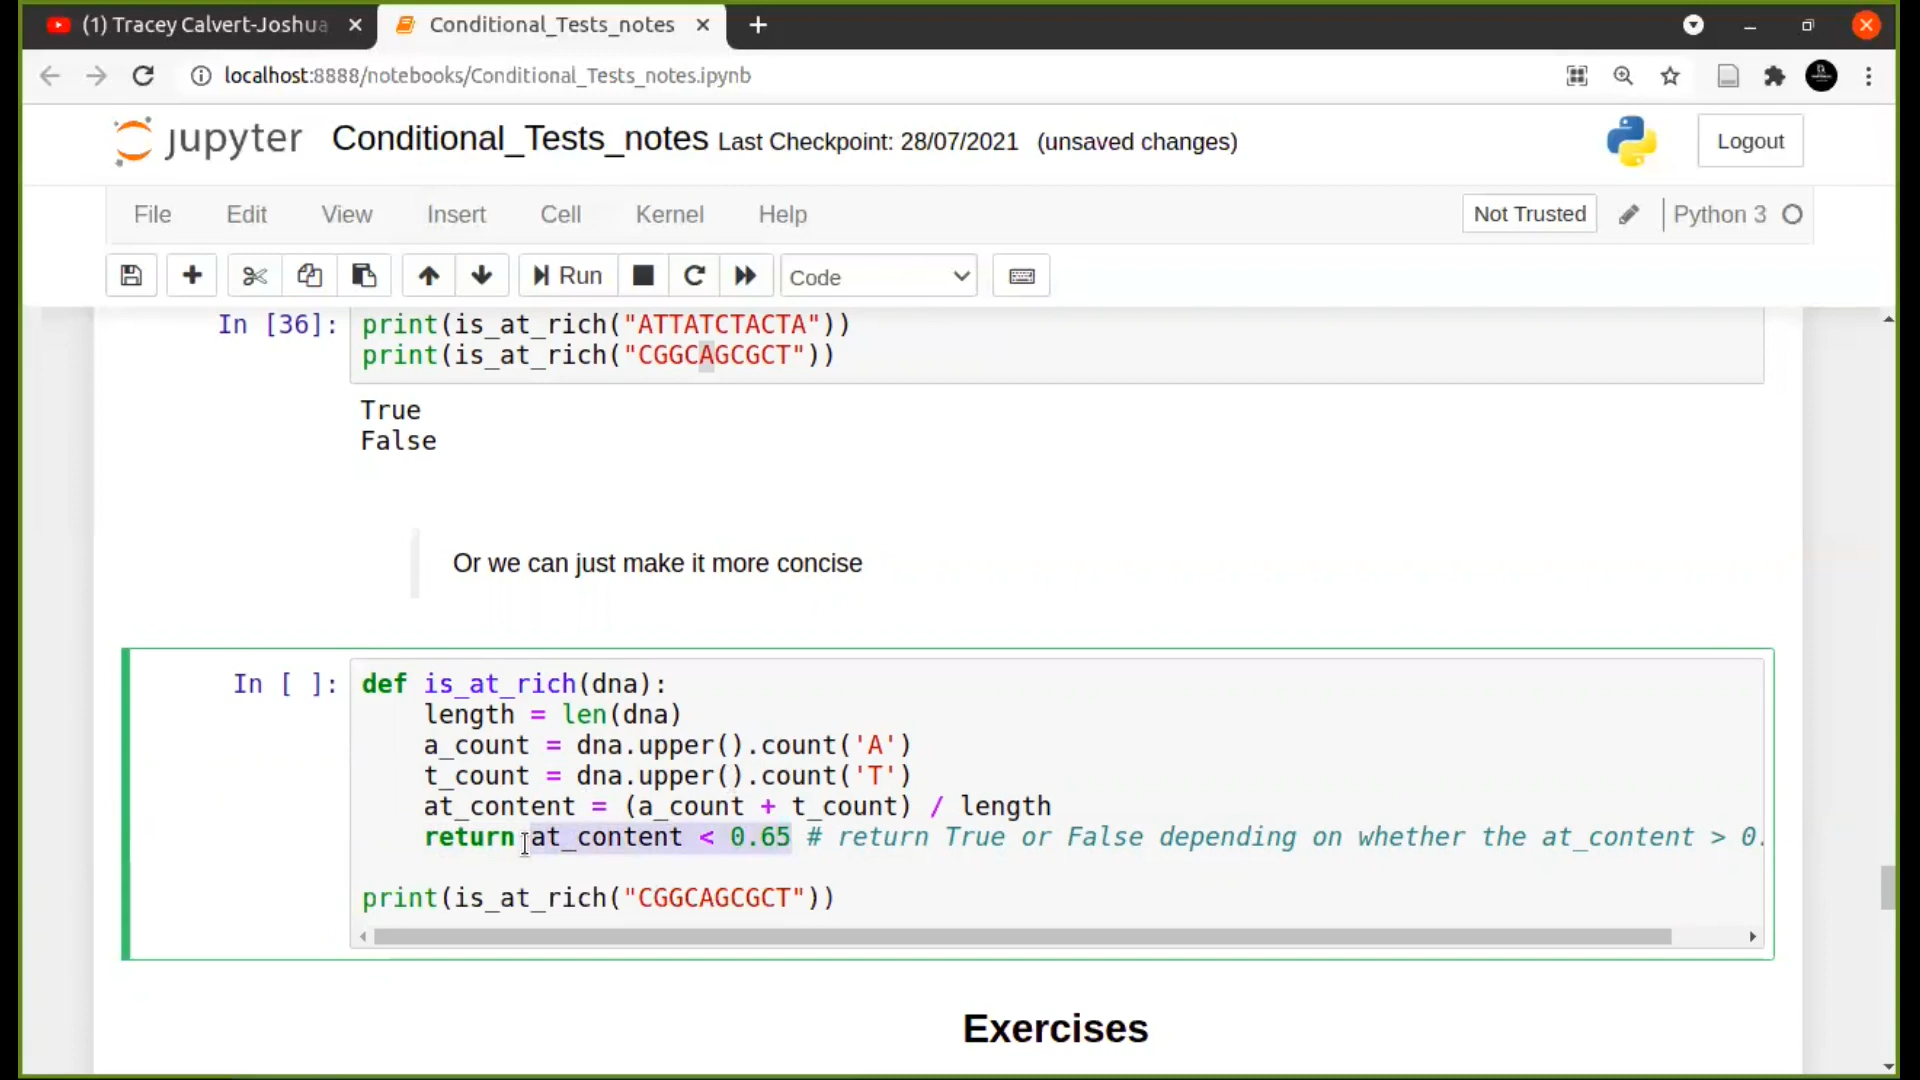 (1) Tracey Calvert-Joshua
Conditional_Tests_notes
localhost:8888/notebooks/Conditional_Tests_notes.ipynb
jupyter Conditional_Tests_notes Last Checkpoint: 28/07/2021 (unsaved changes)
Logout
File Edit View Insert Cell Kernel Help
Not Trusted
Python 3
Run
Code
In [36]: print(is_at_rich("ATTATCTACTA"))
print(is_at_rich("CGGCAGCGCT"))
True
False
Or we can just make it more concise
In [ ]: def is_at_rich(dna):
length = len(dna)
a_count = dna.upper().count('A')
t_count = dna.upper().count('T')
at_content = (a_count + t_count) / length
return at_content < 0.65 # return True or False depending on whether the at_content > 0.
print(is_at_rich("CGGCAGCGCT"))
Exercises